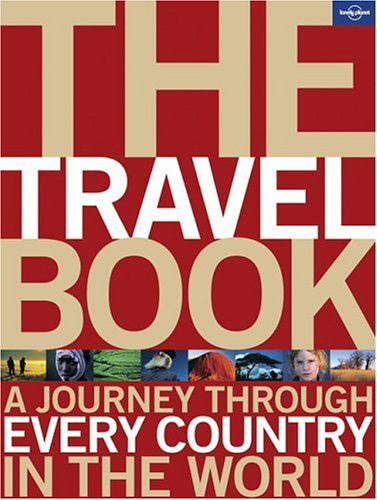 lonely planet
THE
TRAVEL
BOOK
A JOURNEY THROUGH
EVERY COUNTRY
IN THE WORLD